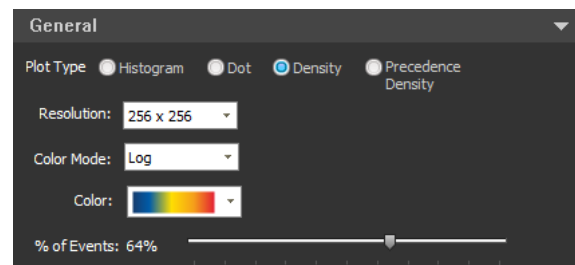 General
Plot Type Histogram Dot Density Precedence Density
Resolution: 256 x 256
Color Mode: Log
Color:
% of Events: 64%